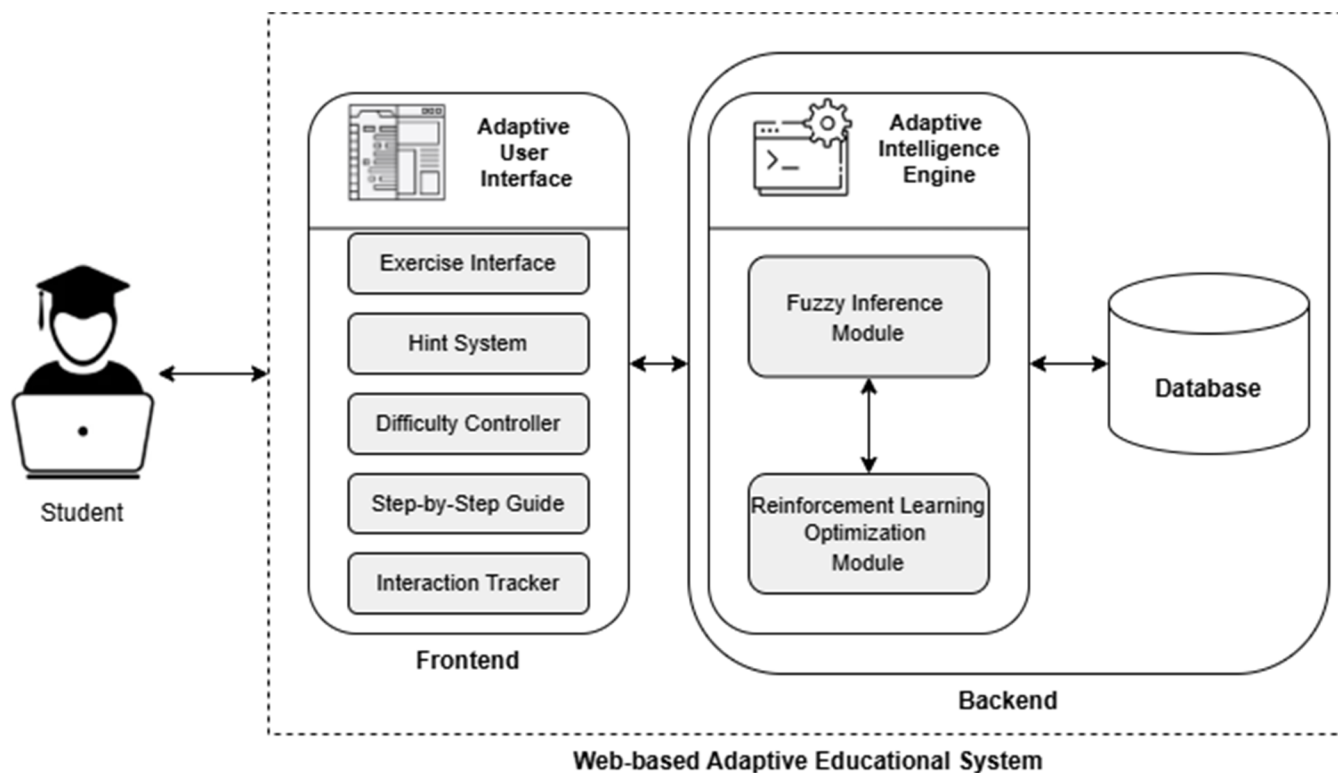 Adaptive
User
Interface
Exercise Interface
Hint System
Difficulty Controller
Step-by-Step Guide
Interaction Tracker
Frontend
Adaptive
Intelligence
Engine
Fuzzy Inference
Module
Reinforcement Learning
Optimization
Module
Database
Backend
Student
Web-based Adaptive Educational System